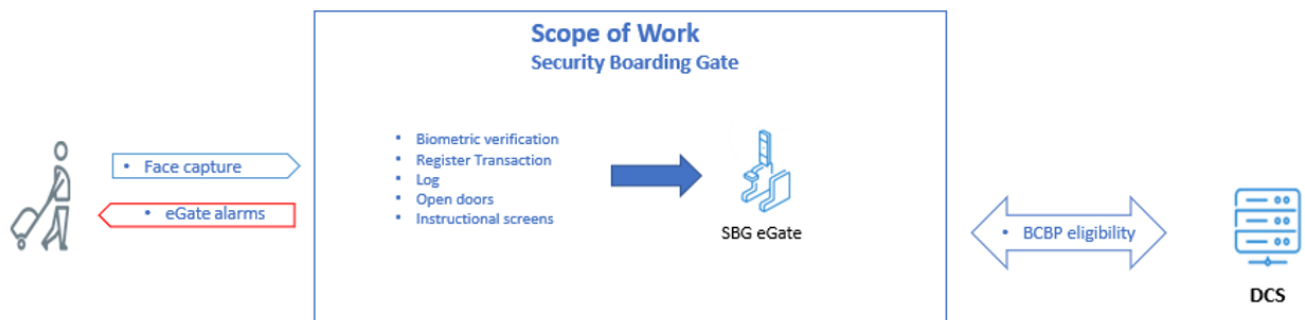 Scope of Work
Security Boarding Gate
• Face capture
• eGate alarms
• Biometric verification
• Register Transaction
• Log
• Open doors
• Instructional screens
SBG eGate
• BCBP eligibility
DCS